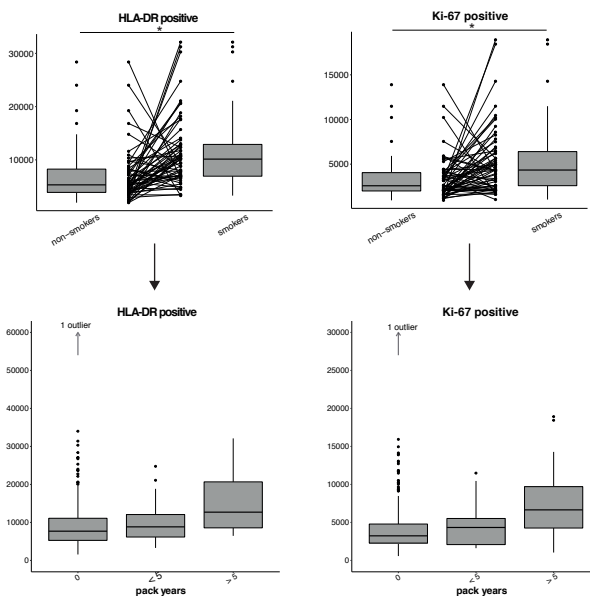 HLA-DR positive
*
30000
20000
10000
non-smokers
smokers
Ki-67 positive
*
15000
10000
5000
non-smokers
smokers
HLA-DR positive
1 outlier
60000
50000
40000
30000
20000
10000
0
0
< 5
> 5
pack years
Ki-67 positive
1 outlier
30000
25000
20000
15000
10000
5000
0
0
< 5
> 5
pack years